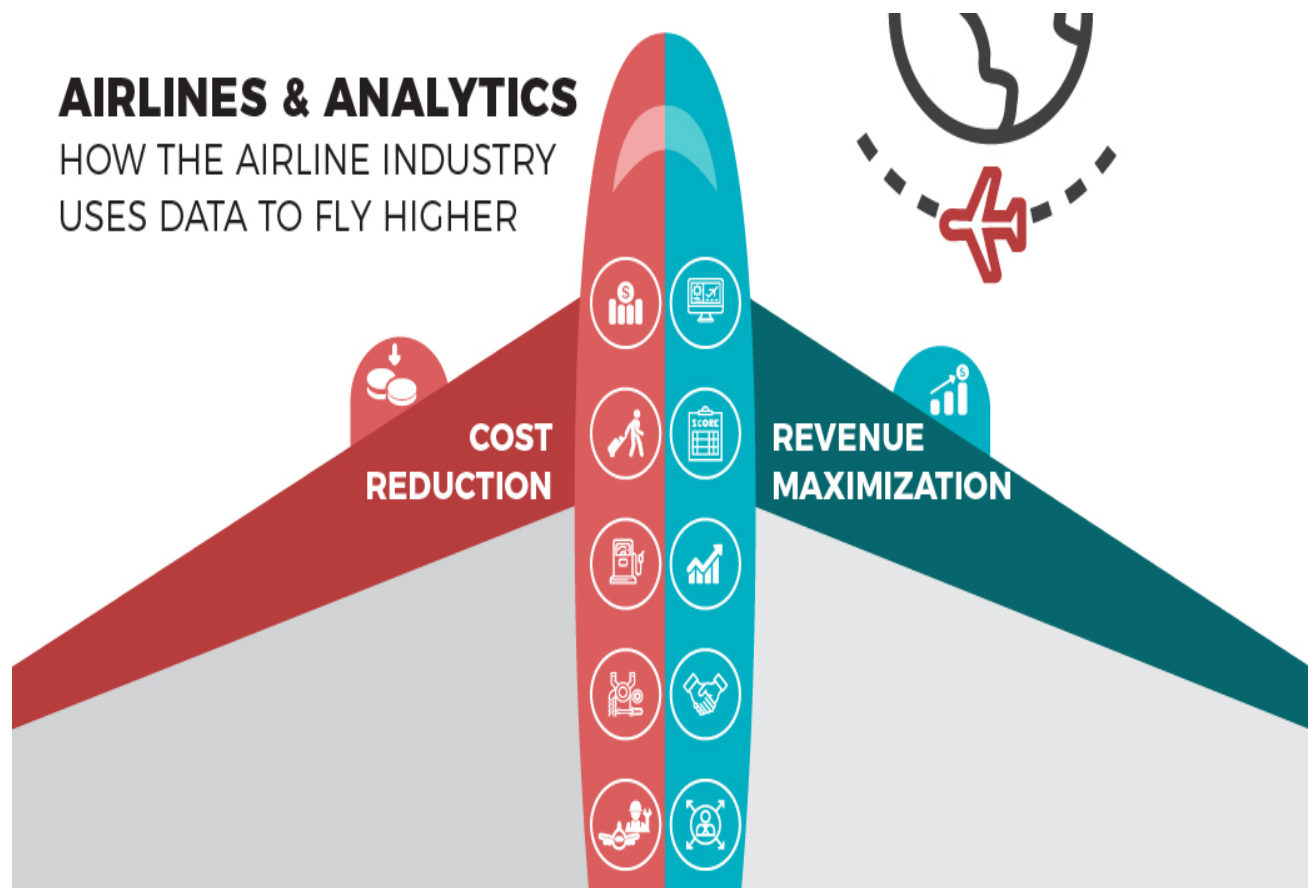 AIRLINES & ANALYTICS
HOW THE AIRLINE INDUSTRY
USES DATA TO FLY HIGHER
$
$
COST
REDUCTION
SCORE
REVENUE
MAXIMIZATION